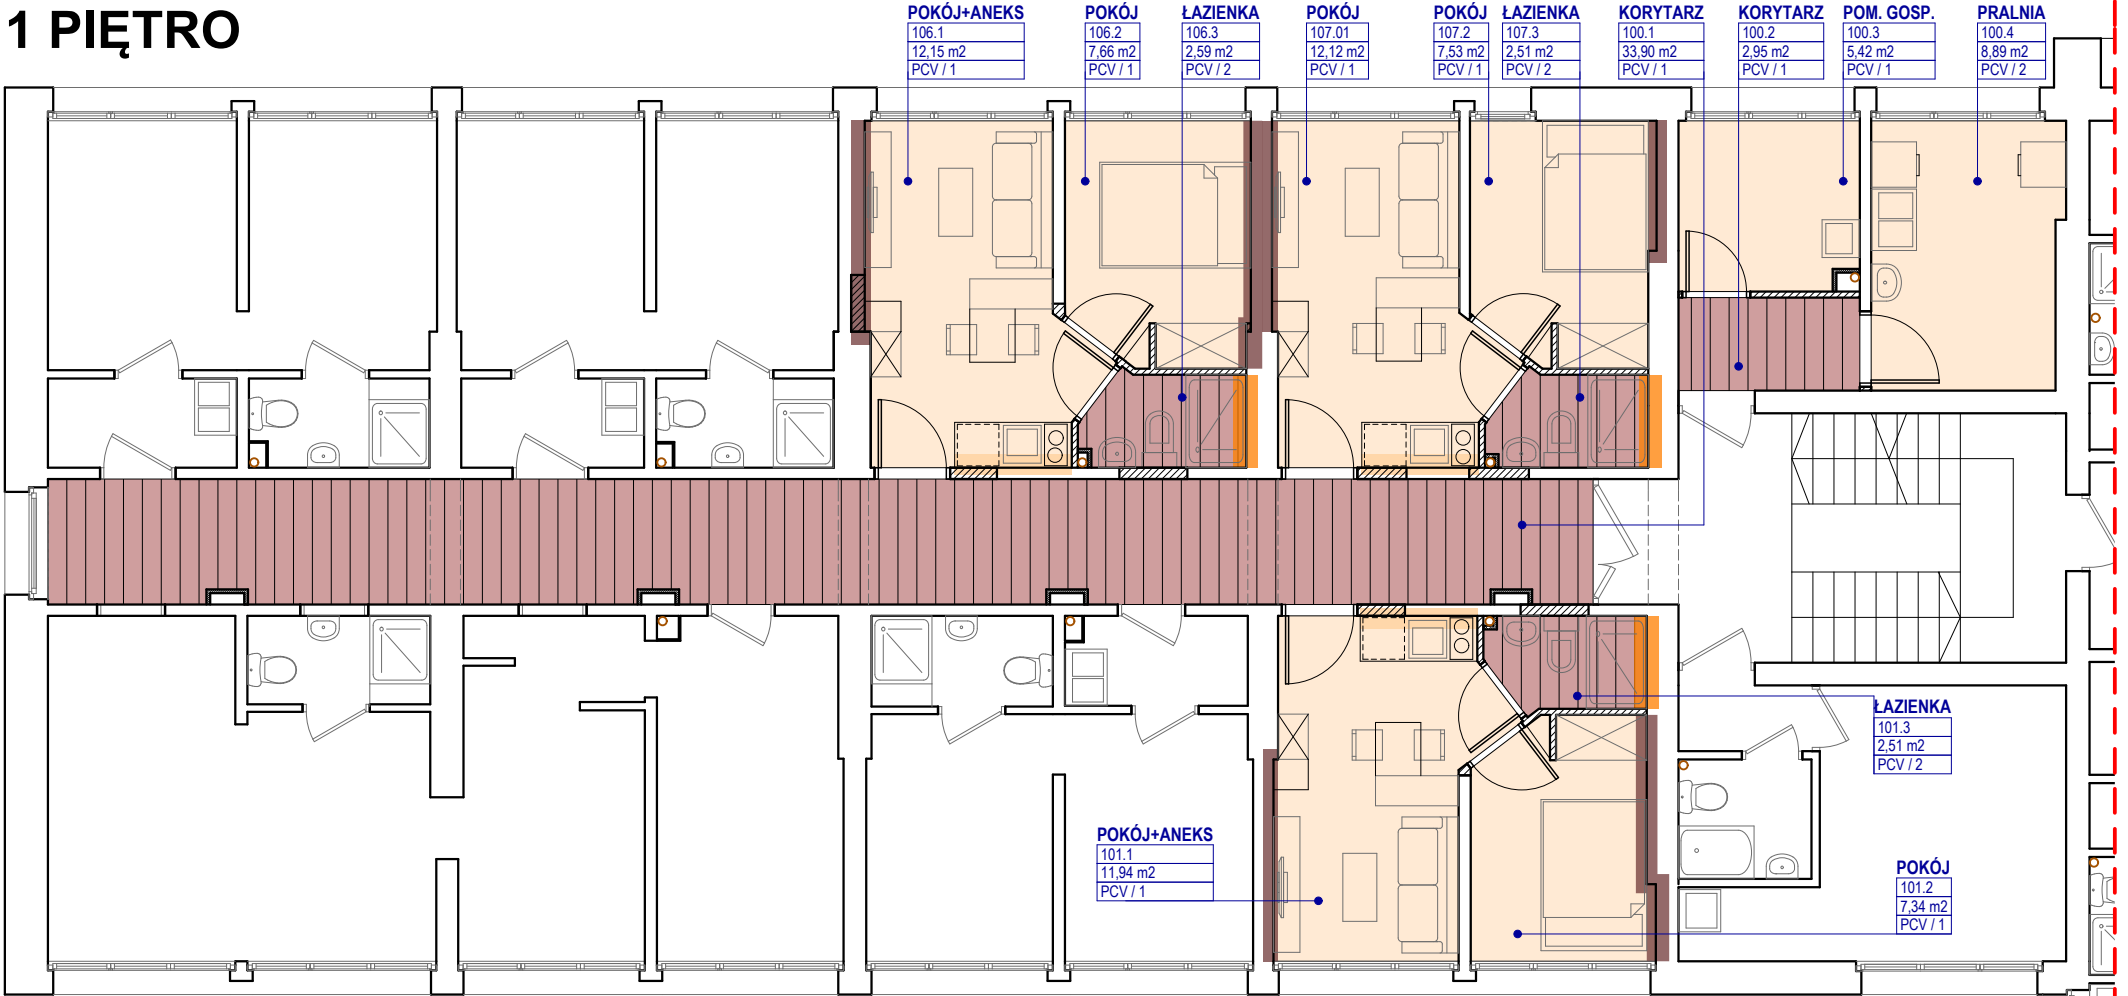 1 PIĘTRO
POKÓJ+ANEKS
106.1
12,15 m2
PCV / 1
POKÓJ
106.2
7,66 m2
PCV / 1
ŁAZIENKA
106.3
2,59 m2
PCV / 2
POKÓJ
107.01
12,12 m2
PCV / 1
POKÓJ
107.2
7,53 m2
PCV / 1
ŁAZIENKA
107.3
2,51 m2
PCV / 2
KORYTARZ
100.1
33,90 m2
PCV / 1
KORYTARZ
100.2
2,95 m2
PCV / 1
POM. GOSP.
100.3
5,42 m2
PCV / 1
PRALNIA
100.4
8,89 m2
PCV / 2
ŁAZIENKA
101.3
2,51 m2
PCV / 2
POKÓJ+ANEKS
101.1
11,94 m2
PCV / 1
POKÓJ
101.2
7,34 m2
PCV / 1